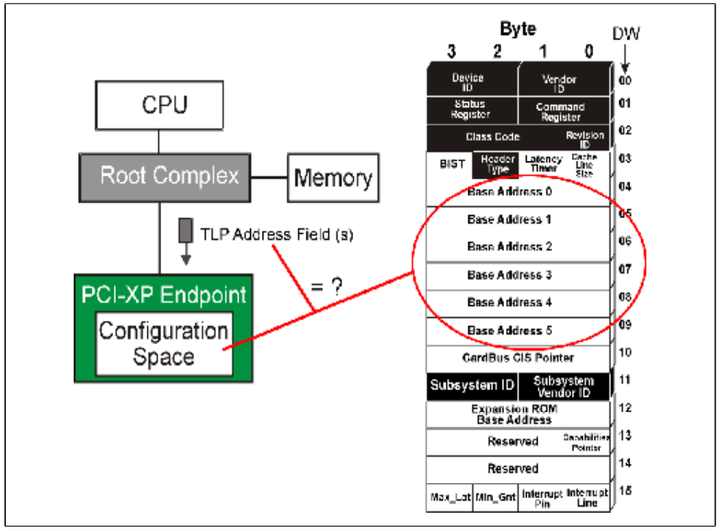 CPU
Root Complex
Memory
TLP Address Field (s)
= ?
PCI-XP Endpoint
Configuration
Space
Byte
DW
3 2 1 0
Device
ID
Vendor
ID
00
Status
Register
Command
Register
01
Class Code
Revision
ID
02
BIST
Header
Type
Latency
Timer
Cache
Line
Size
03
Base Address 0
04
Base Address 1
05
Base Address 2
06
Base Address 3
07
Base Address 4
08
Base Address 5
09
CardBus CIS Pointer
10
Subsystem ID
Subsystem
Vendor ID
11
Expansion ROM
Base Address
12
Reserved
Capabilities
Pointer
13
Reserved
14
Max_Lat
Min_Gnt
Interrupt
Pin
Interrupt
Line
15